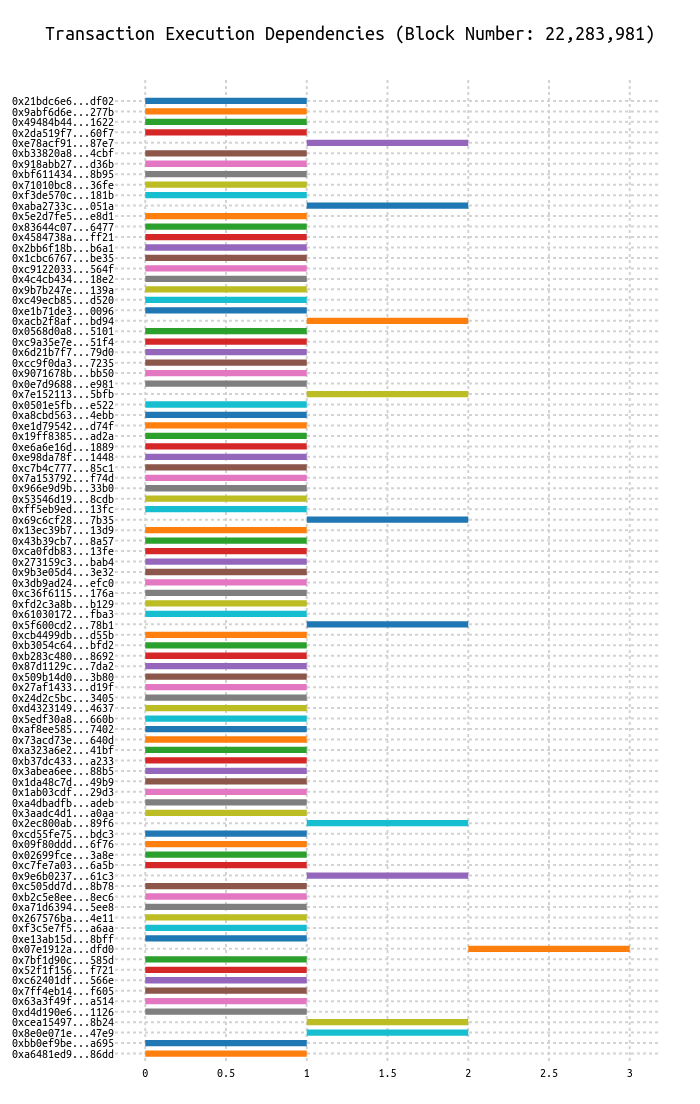 Transaction Execution Dependencies (Block Number: 22,283,981)
0x21bdc6e6...df02
0x9abf6d6e...277b
0x49484b44...1622
0x2da519f7...60f7
0xe78acf91...87e7
0xb33820a8...4cbf
0x918abb27...d36b
0xbf611434...8b95
0x71010bc8...36fe
0xf3de570c...181b
0xaba2733c...051a
0x5e2d7fe5...e8d1
0x83644c07...6477
0x4584738a...ff21
0x2bb6f18b...b6a1
0x1cbc6767...be35
0xc9122033...564f
0x4c4cb434...18e2
0x9b7b247e...139a
0xc49ecb85...d520
0xe1b71de3...0096
0xacb2f8af...bd94
0x0568d0a8...5101
0xc9a35e7e...51f4
0x6d21b7f7...79d0
0xcc9f0da3...7235
0x9071678b...bb50
0x0e7d9688...e981
0x7e152113...5bfb
0x0501e5fb...e522
0xa8cbd563...4ebb
0xe1d79542...d74f
0x19ff8385...ad2a
0xe6a6e16d...1889
0xe98da78f...1448
0xc7b4c777...85c1
0x7a153792...f74d
0x966e9d9b...33b0
0x53546d19...8cdb
0xff5eb9ed...13fc
0x69c6cf28...7b35
0x13ec39b7...13d9
0x43b39cb7...8a57
0xca0fdb83...13fe
0x273159c3...bab4
0x9b3e05d4...3e32
0x3db9ad24...efc0
0xc36f6115...176a
0xfd2c3a8b...b129
0x61030172...fba3
0x5f600cd2...78b1
0xcb4499db...d55b
0xb3054c64...bfd2
0xb283c480...8692
0x87d1129c...7da2
0x509b14d0...3b80
0x27af1433...d19f
0x24d2c5bc...3405
0xd4323149...4637
0x5edf30a8...660b
0xaf8ee585...7402
0x73acd73e...640d
0xa323a6e2...41bf
0xb37dc433...a233
0x3abea6ee...88b5
0x1da48c7d...49b9
0x1ab03cdf...29d3
0xa4dbadfb...adeb
0x3aadc4d1...a0aa
0x2ec800ab...89f6
0xcd55fe75...bdc3
0x09f80ddd...6f76
0x02699fce...3a8e
0xc7fe7a03...6a5b
0x9e6b0237...61c3
0xc505dd7d...8b78
0xb2c5e8ee...8ec6
0xa71d6394...5ee8
0x267576ba...4e11
0xf3c5e7f5...a6aa
0xe13ab15d...8bff
0x07e1912a...dfd0
0x7bf1d90c...585d
0x52f1f156...f721
0xc62401df...566e
0x7ff4eb14...f605
0x63a3f49f...a514
0xd4d190e6...1126
0xcea15497...8b24
0x8e0e071e...47e9
0xbb0ef9be...a695
0xa6481ed9...86dd
0 0.5 1 1.5 2 2.5 3